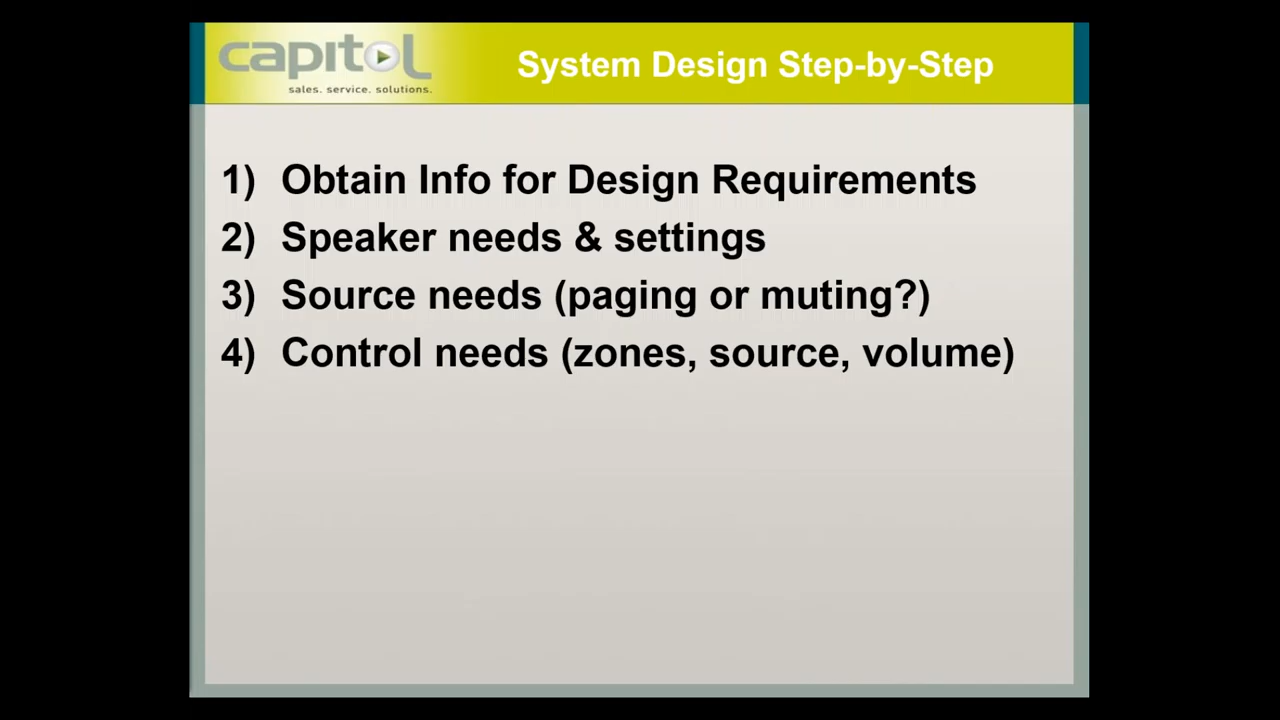 capitol
sales. service. solutions.
System Design Step-by-Step
1) Obtain Info for Design Requirements
2) Speaker needs & settings
3) Source needs (paging or muting?)
4) Control needs (zones, source, volume)